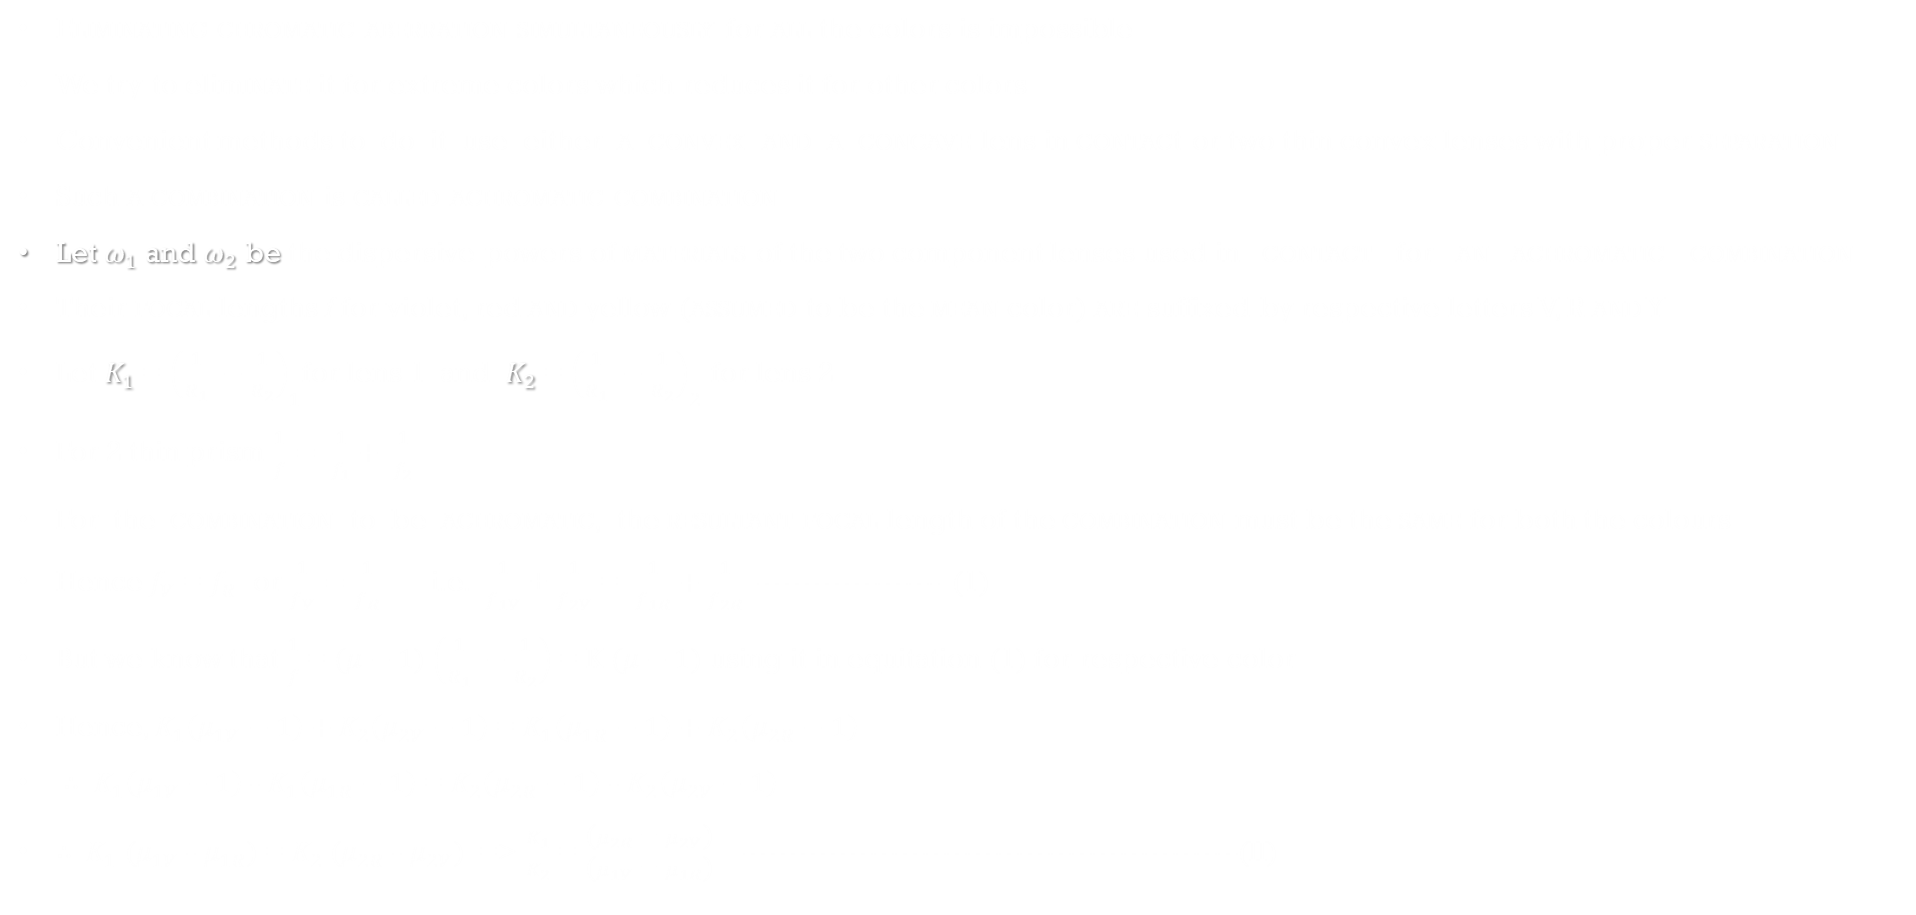 • Let ω₁ and ω₂ be
K₁ K₂